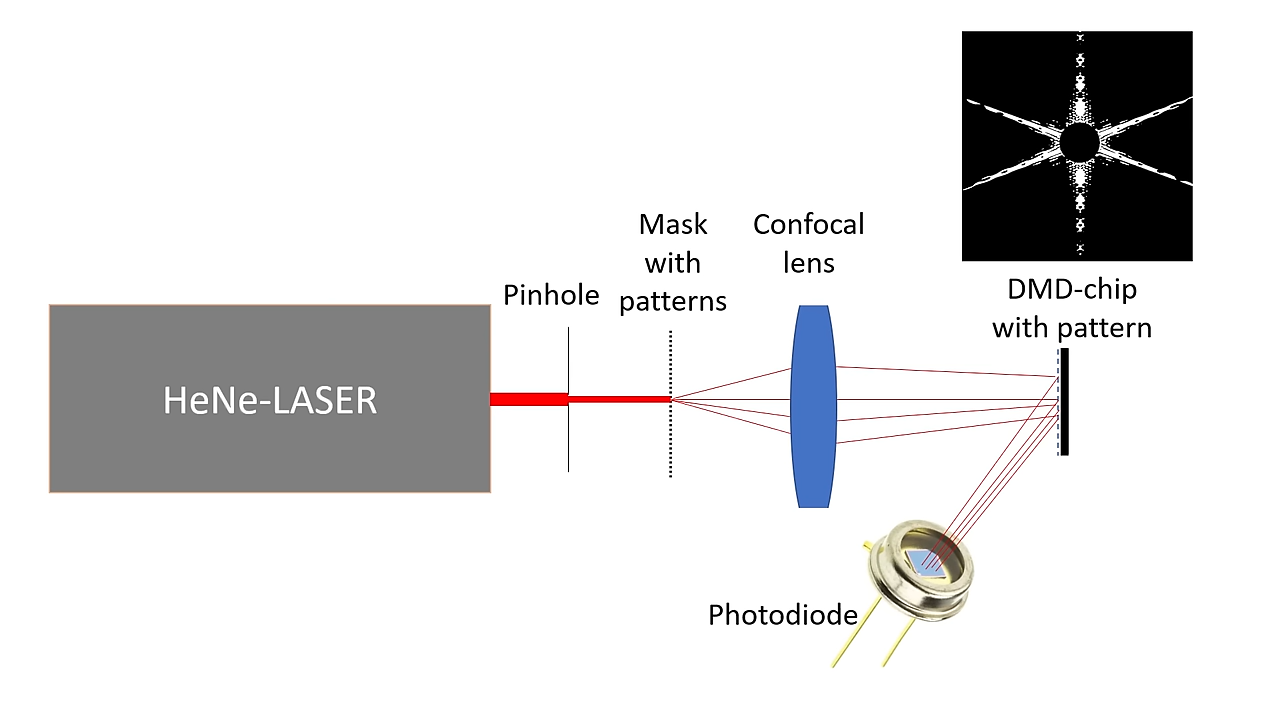 Mask
with
patterns
Confocal
lens
Pinhole
DMD-chip
with pattern
HeNe-LASER
Photodiode